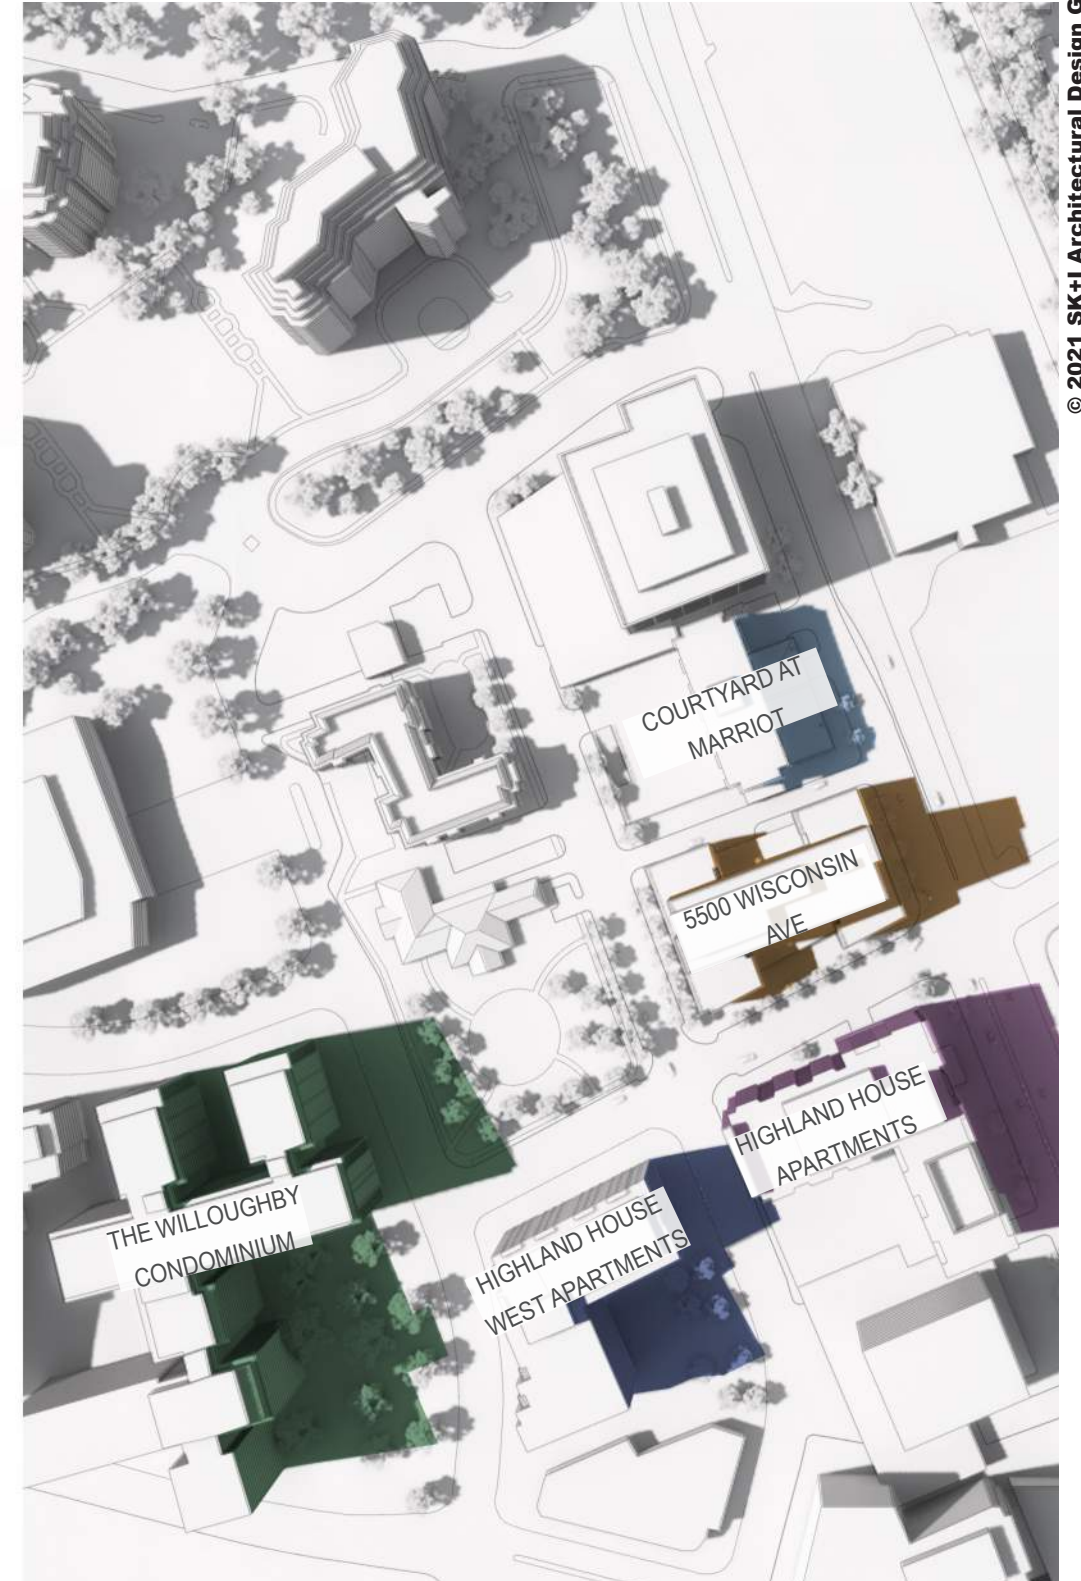 © 2021 SK+I Architectural Design G
COURTYARD AT
MARRIOT
5500 WISCONSIN
AVE
HIGHLAND HOUSE
APARTMENTS
THE WILLOUGHBY
CONDOMINIUM
HIGHLAND HOUSE
WEST APARTMENTS